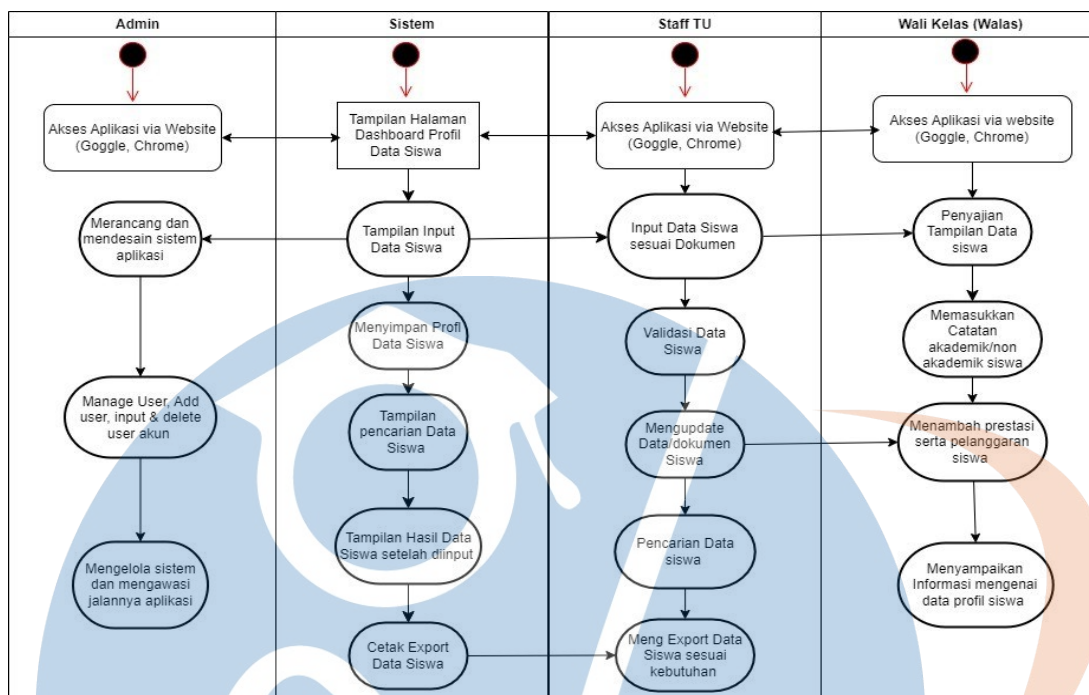 Admin
Sistem
Staff TU
Wali Kelas (Walas)
Akses Aplikasi via Website
(Goggle, Chrome)
Tampilan Halaman
Dashboard Profil
Data Siswa
Akses Aplikasi via Website
(Goggle, Chrome)
Akses Aplikasi via website
(Goggle, Chrome)
Merancang dan
mendesain sistem
aplikasi
Tampilan Input
Data Siswa
Input Data Siswa
sesuai Dokumen
Penyajian
Tampilan Data
siswa
Menyimpan Profi
Data Siswa
Validasi Data
Siswa
Memasukkan
Catatan
akademik/non
akademik siswa
Manage User, Add
user, input & delete
user akun
Tampilan
pencarian Data
Siswa
Mengupdate
Data/dokumen
Siswa
Menambah prestasi
serta pelanggaran
siswa
Mengelola sistem
dan mengawasi
jalannya aplikasi
Tampilan Hasil Data
Siswa setelah diinput
Pencarian Data
siswa
Menyampaikan
Informasi mengenai
data profil siswa
Cetak Export
Data Siswa
Meng Export Data
Siswa sesuai
kebutuhan